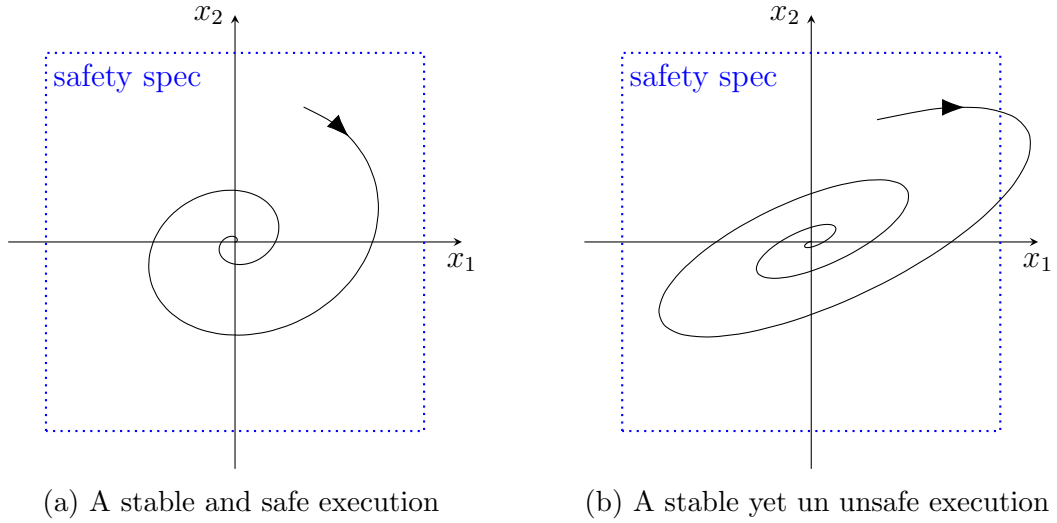 x₂
safety spec
x₁
(a) A stable and safe execution
x₂
safety spec
x₁
(b) A stable yet un unsafe execution